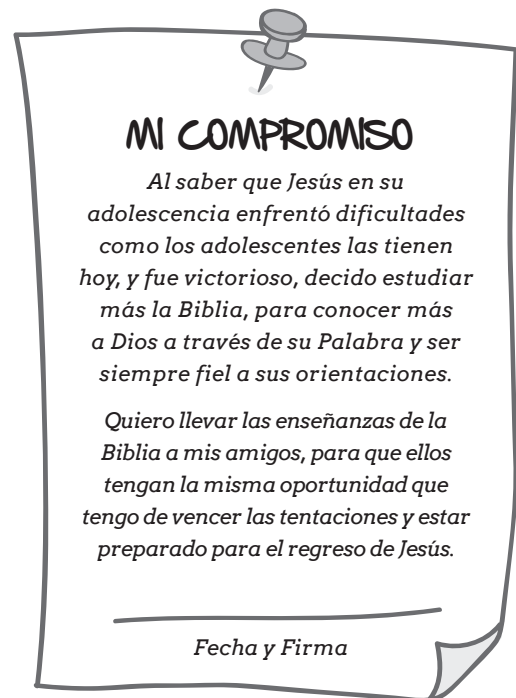 MI COMPROMISO
Al saber que Jesús en su
adolescencia enfrentó dificultades
como los adolescentes las tienen
hoy, y fue victorioso, decido estudiar
más la Biblia, para conocer más
a Dios a través de su Palabra y ser
siempre fiel a sus orientaciones.
Quiero llevar las enseñanzas de la
Biblia a mis amigos, para que ellos
tengan la misma oportunidad que
tengo de vencer las tentaciones y estar
preparado para el regreso de Jesús.
Fecha y Firma